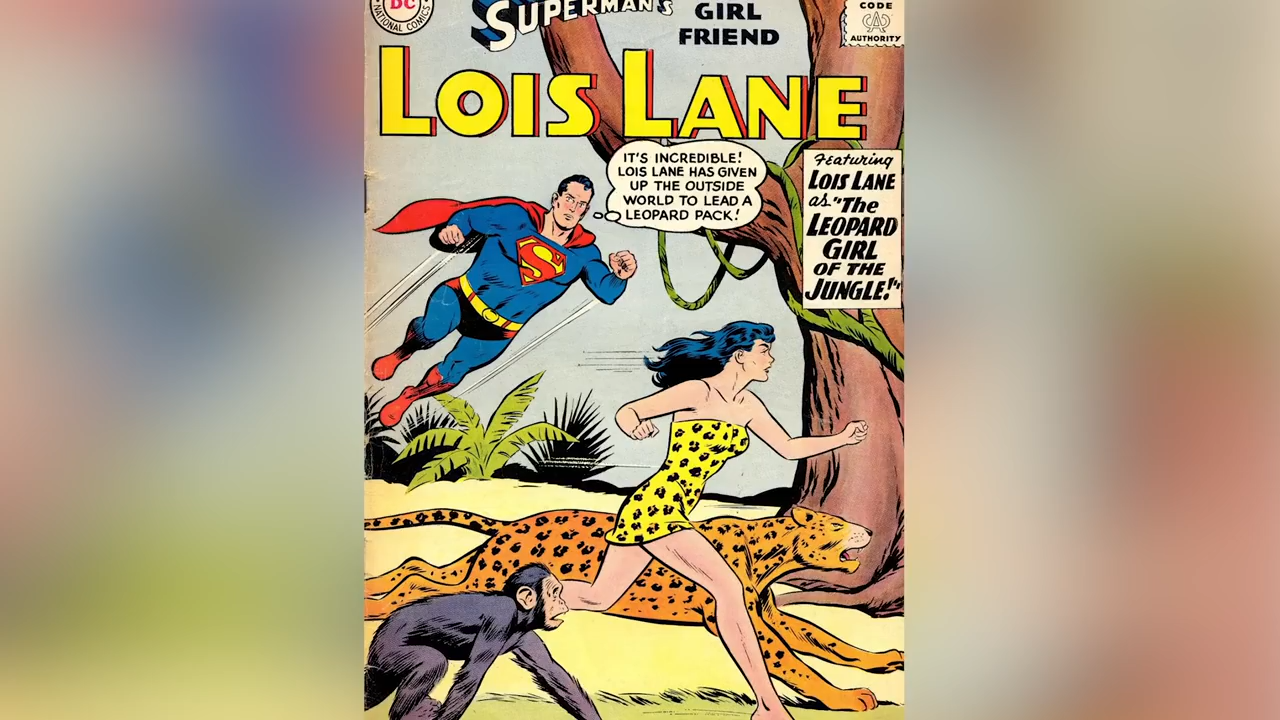 DC
NATIONAL COMICS
SUPERMAN'S
GIRL
FRIEND
CODE
CA
AUTHORITY
LOIS LANE
IT'S INCREDIBLE!
LOIS LANE HAS GIVEN
UP THE OUTSIDE
WORLD TO LEAD A
LEOPARD PACK!
Featuring
LOIS LANE
as "The
LEOPARD
GIRL
OF THE
JUNGLE!"
S